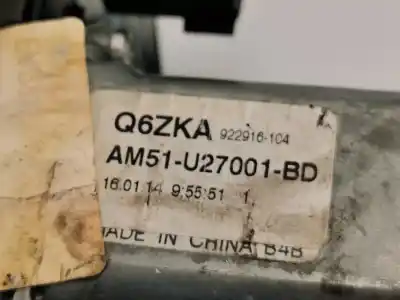 Q6ZKA 922916-104
AM51-U27001-BD
16.01.14 9:55:51 1
MADE IN CHINA B4B